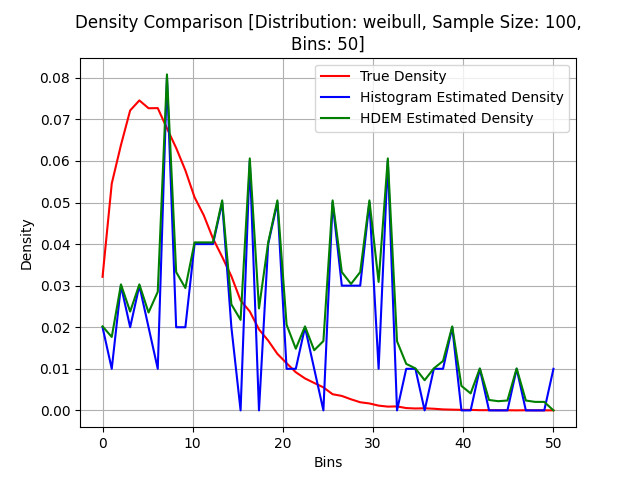 Density Comparison [Distribution: weibull, Sample Size: 100,
Bins: 50]
True Density
Histogram Estimated Density
HDEM Estimated Density
Density
0.08
0.07
0.06
0.05
0.04
0.03
0.02
0.01
0.00
0 10 20 30 40 50
Bins